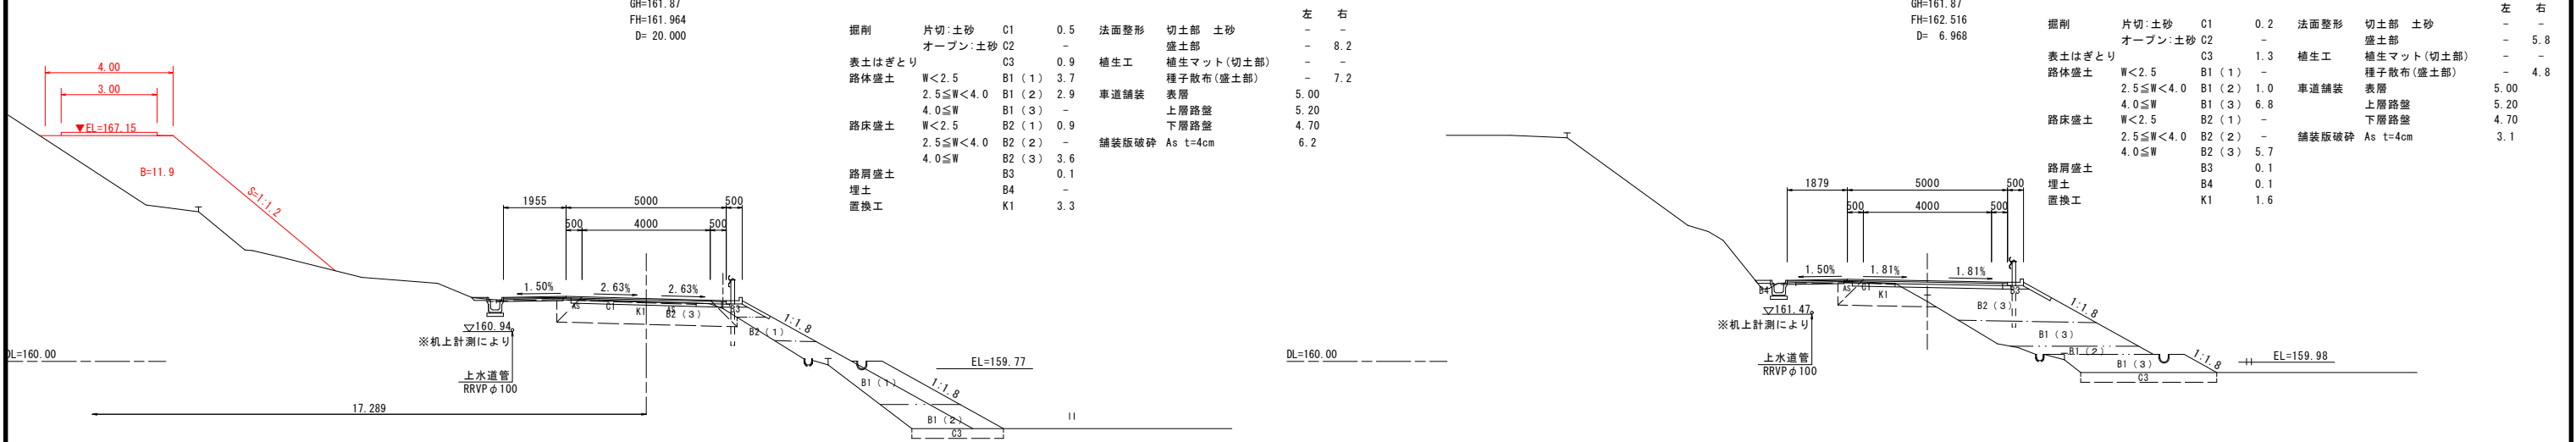 GH=161.87
FH=161.964
D= 20.000
左 右
掘削 片切:土砂 C1 0.5 法面整形 切土部 土砂 - -
オープン:土砂 C2 - 盛土部 - 8.2
表土はぎとり C3 0.9 植生工 植生マット(切土部) - -
路体盛土 W<2.5 B1 (1) 3.7 種子散布(盛土部) - 7.2
2.5≦W<4.0 B1 (2) 2.9 車道舗装 表層 5.00
4.0≦W B1 (3) - 上層路盤 5.20
路床盛土 W<2.5 B2 (1) 0.9 下層路盤 4.70
2.5≦W<4.0 B2 (2) - 舗装版破砕 As t=4cm 6.2
4.0≦W B2 (3) 3.6
路肩盛土 B3 0.1
埋土 B4 -
置換工 K1 3.3
4.00
3.00
▼EL=167.15
B=11.9
S=1:1.2
1955 5000 500
500 4000 500
1.50% 2.63% 2.63%
AS C1 K1 AS B2 (3) B3
B2 (1)
1:1.8
▽160.94
※机上計測により
上水道管
RRVPφ100
DL=160.00
EL=159.77
B1 (1)
1:1.8
B1 (2)
C3
17.289
GH=161.87
FH=162.516
D= 6.968
左 右
掘削 片切:土砂 C1 0.2 法面整形 切土部 土砂 - -
オープン:土砂 C2 - 盛土部 - 5.8
表土はぎとり C3 1.3 植生工 植生マット(切土部) - -
路体盛土 W<2.5 B1 (1) - 種子散布(盛土部) - 4.8
2.5≦W<4.0 B1 (2) 1.0 車道舗装 表層 5.00
4.0≦W B1 (3) 6.8 上層路盤 5.20
路床盛土 W<2.5 B2 (1) - 下層路盤 4.70
2.5≦W<4.0 B2 (2) - 舗装版破砕 As t=4cm 3.1
4.0≦W B2 (3) 5.7
路肩盛土 B3 0.1
埋土 B4 0.1
置換工 K1 1.6
1879 5000 500
500 4000 500
1.50% 1.81% 1.81%
B4 AS C1 K1 B3
B2 (3)
1:1.8
▽161.47
※机上計測により
上水道管
RRVPφ100
DL=160.00
B1 (3)
B1 (2)
B1 (3)
1:1.8
C3
EL=159.98